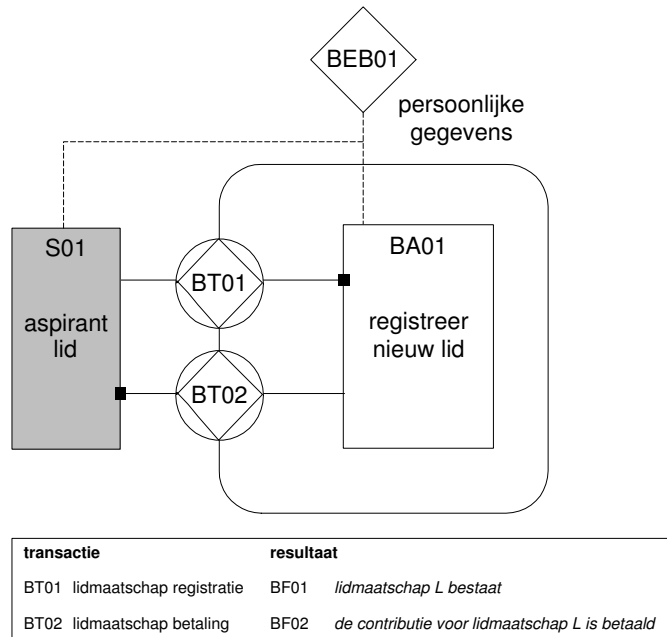 BEB01
persoonlijke
gegevens
S01
aspirant
lid
BT01
BA01
registreer
nieuw lid
BT02
transactie resultaat
BT01 lidmaatschap registratie BF01 lidmaatschap L bestaat
BT02 lidmaatschap betaling BF02 de contributie voor lidmaatschap L is betaald